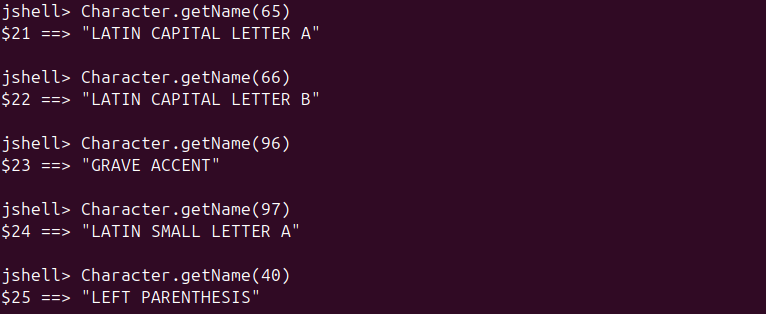 jshell> Character.getName(65)
$21 ==> "LATIN CAPITAL LETTER A"
jshell> Character.getName(66)
$22 ==> "LATIN CAPITAL LETTER B"
jshell> Character.getName(96)
$23 ==> "GRAVE ACCENT"
jshell> Character.getName(97)
$24 ==> "LATIN SMALL LETTER A"
jshell> Character.getName(40)
$25 ==> "LEFT PARENTHESIS"